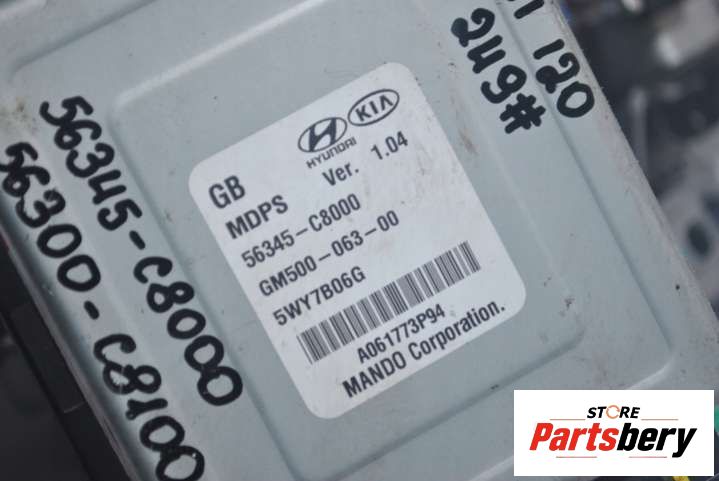 56345-C8000
56300-C8100
120
249#
HYUNDAI KIA
GB
MDPS Ver. 1.04
56345-C8000
GM500-063-00
5WY7B06G
A061773P94
MANDO Corporation.
STORE
Partsbery